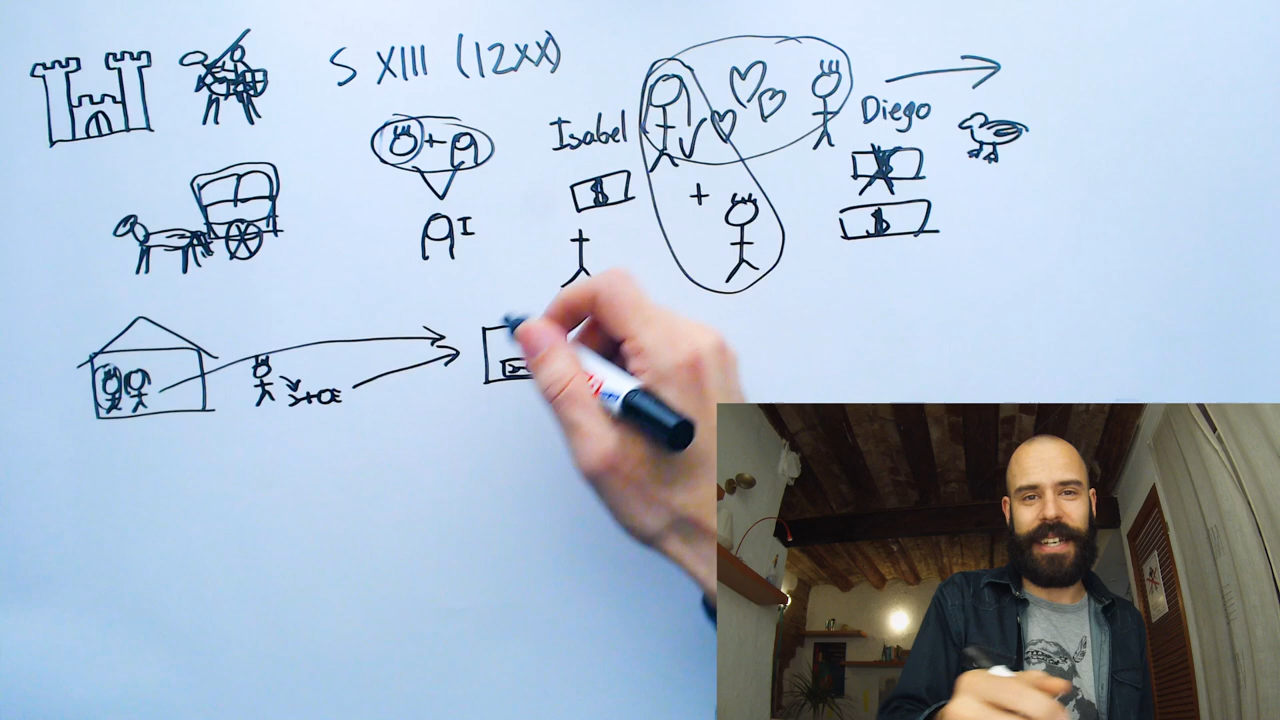 S XIII (12XX)
Isabel
Diego
$
$
$
I